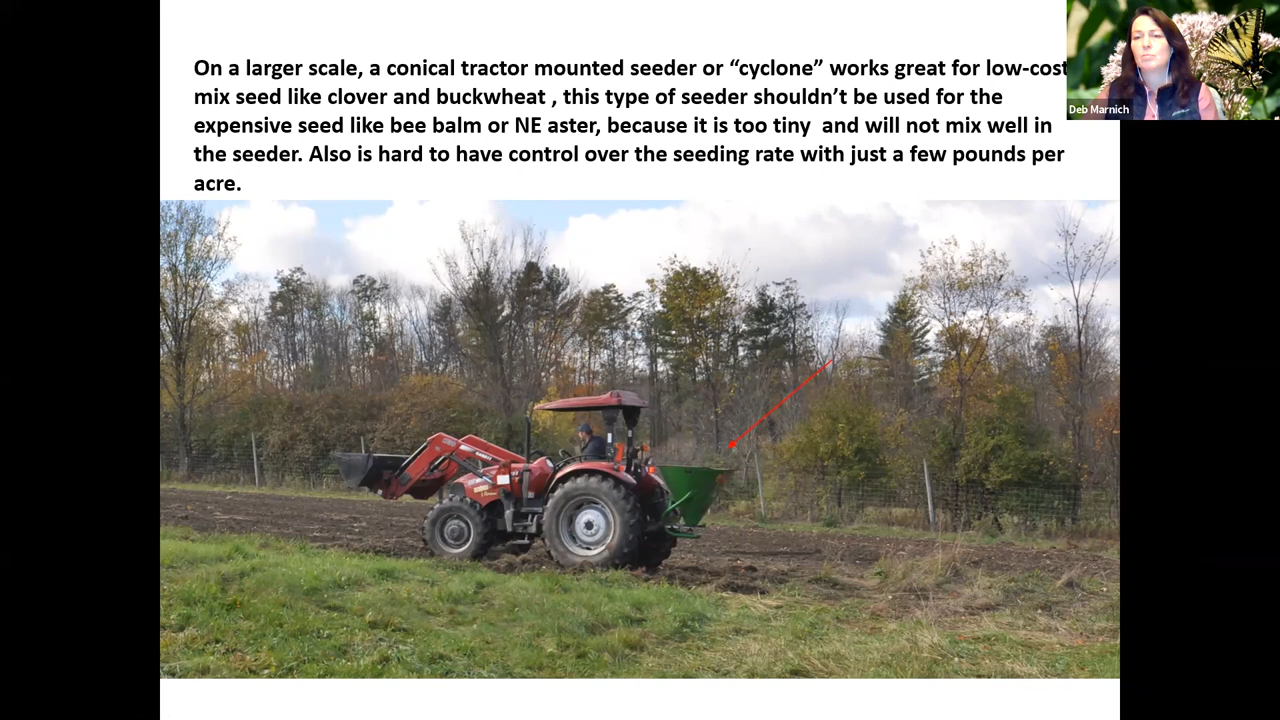 On a larger scale, a conical tractor mounted seeder or “cyclone” works great for low-cost
mix seed like clover and buckwheat , this type of seeder shouldn’t be used for the
expensive seed like bee balm or NE aster, because it is too tiny  and will not mix well in
the seeder. Also is hard to have control over the seeding rate with just a few pounds per
acre.
Deb Marnich